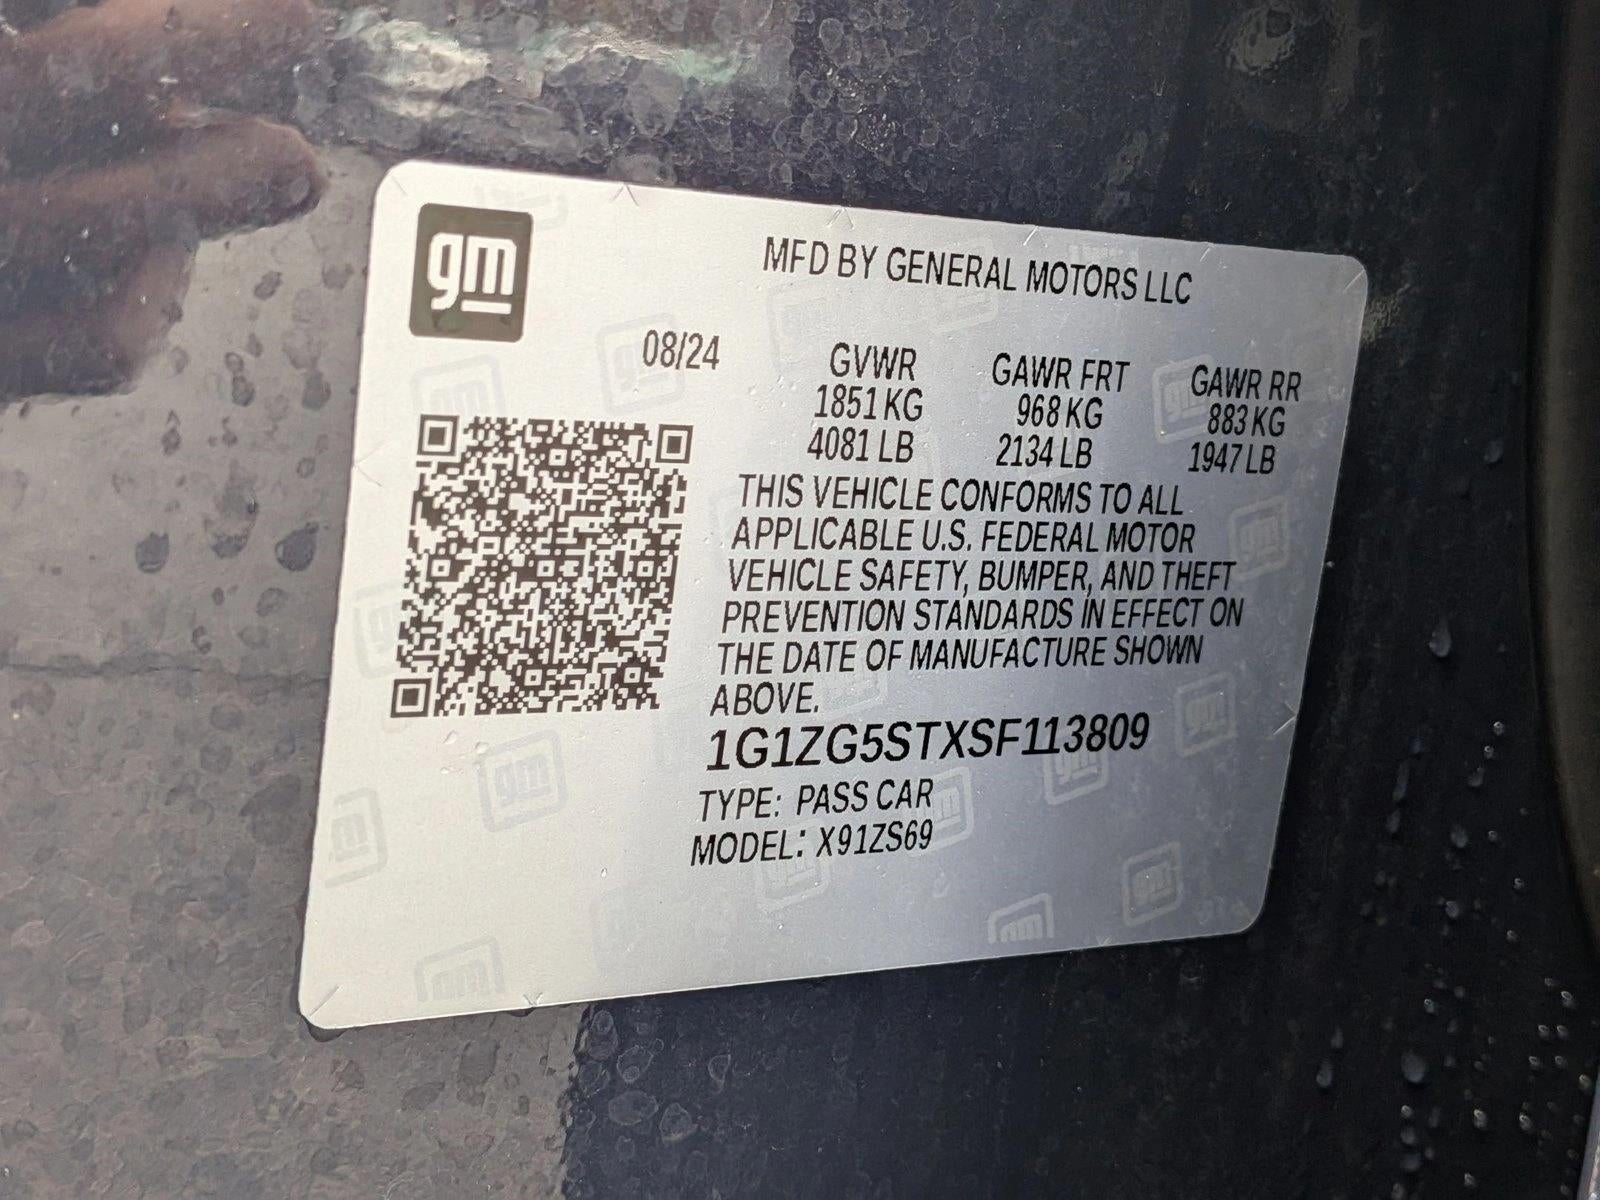 gm
MFD BY GENERAL MOTORS LLC
08/24 GVWR GAWR FRT GAWR RR
1851 KG 968 KG 883 KG
4081 LB 2134 LB 1947 LB
THIS VEHICLE CONFORMS TO ALL
APPLICABLE U.S. FEDERAL MOTOR
VEHICLE SAFETY, BUMPER, AND THEFT
PREVENTION STANDARDS IN EFFECT ON
THE DATE OF MANUFACTURE SHOWN
ABOVE.
1G1ZG5STXSF113809
TYPE: PASS CAR
MODEL: X91ZS69